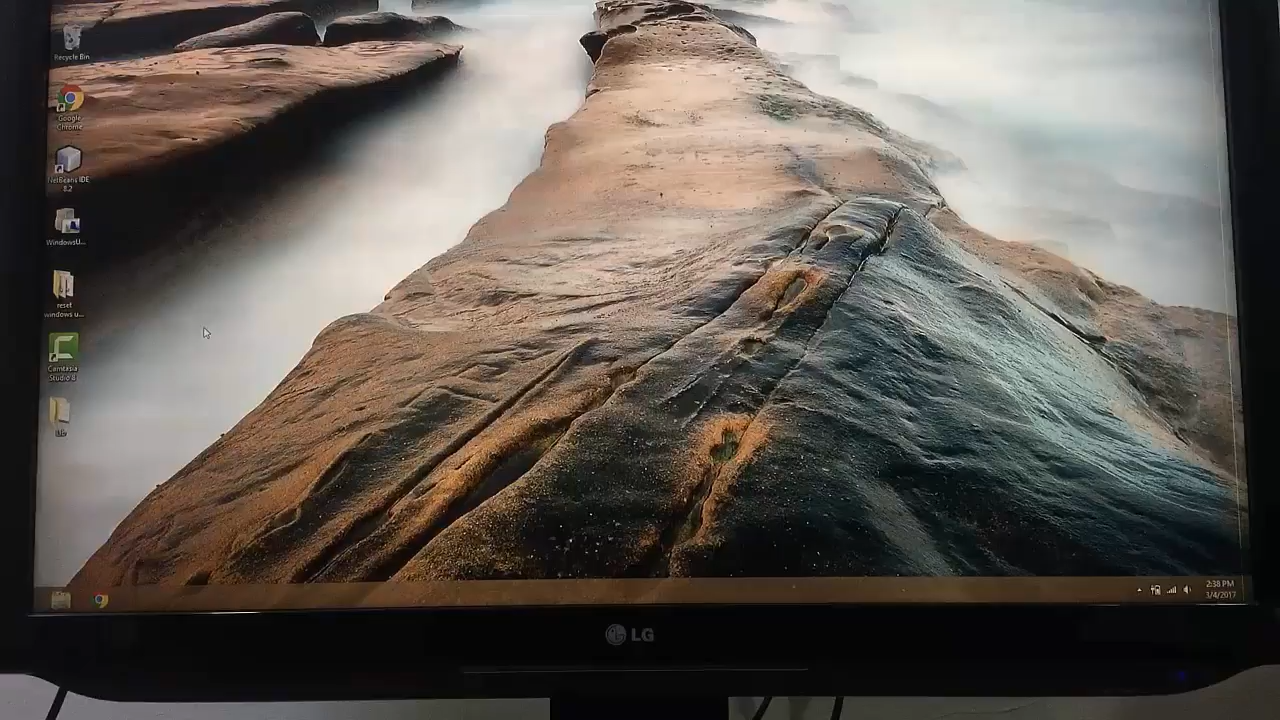 Recycle Bin
Google
Chrome
NetBeans IDE
8.2
WindowsU...
reset
windows u...
Camtasia
Studio 8
2:38 PM
3/4/2017
LG